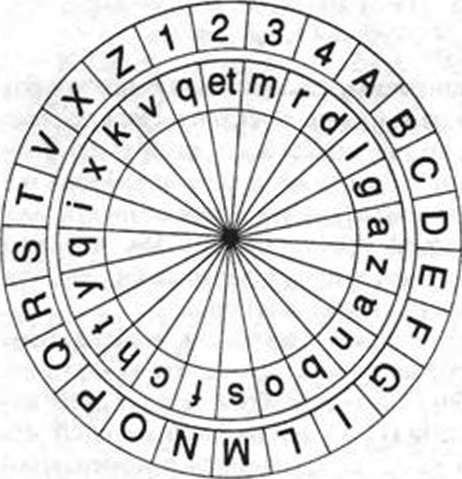 A B C D E F G I L M N O P Q R S T V X Z 1 2 3 4
et m r d l g a z e n b o s f c h t y p i x k v q